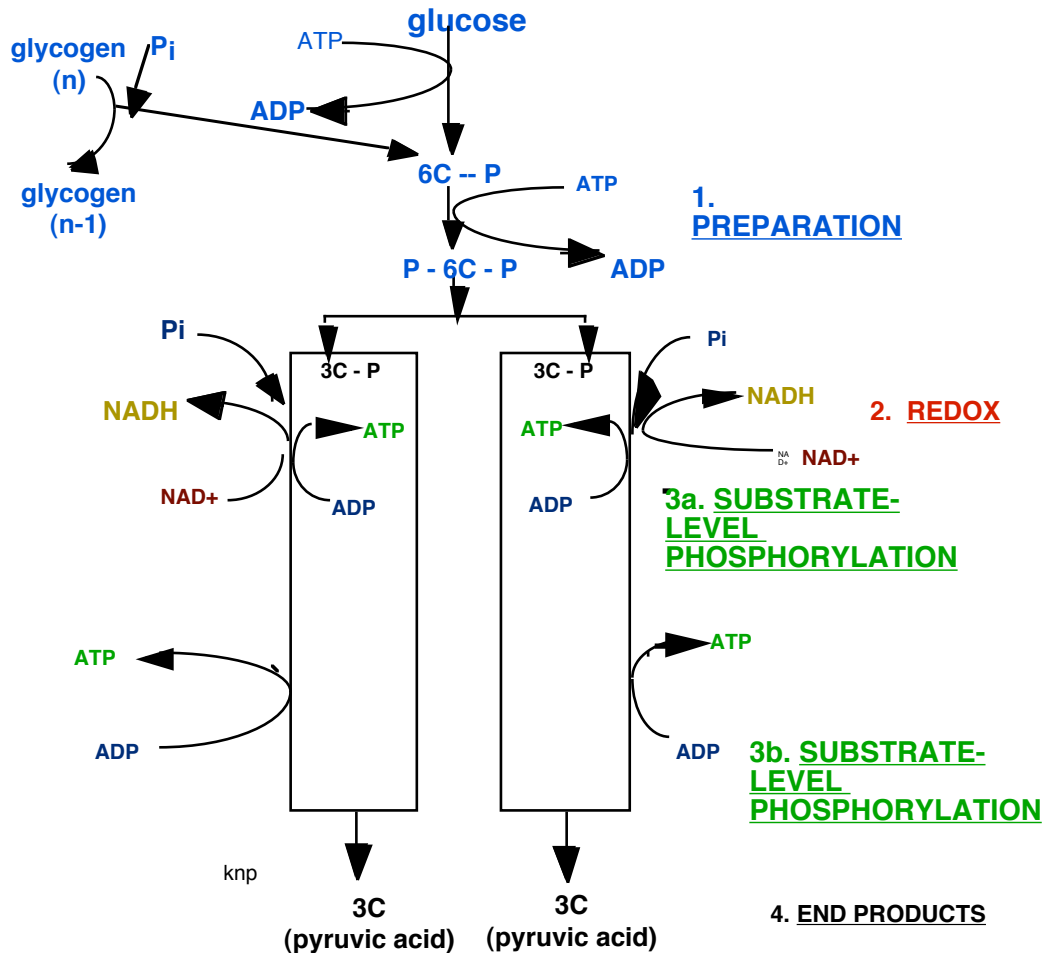 glucose
ATP
glycogen
(n)
Pi
ADP
6C -- P
ATP
glycogen
(n-1)
1.
PREPARATION
P - 6C - P
ADP
Pi
Pi
3C - P
3C - P
NADH
NADH
2. REDOX
ATP
ATP
NA
D+
NAD+
NAD+
ADP
ADP
3a. SUBSTRATE-
LEVEL
PHOSPHORYLATION
ATP
ATP
ADP
ADP
3b. SUBSTRATE-
LEVEL
PHOSPHORYLATION
knp
3C
(pyruvic acid)
3C
(pyruvic acid)
4. END PRODUCTS